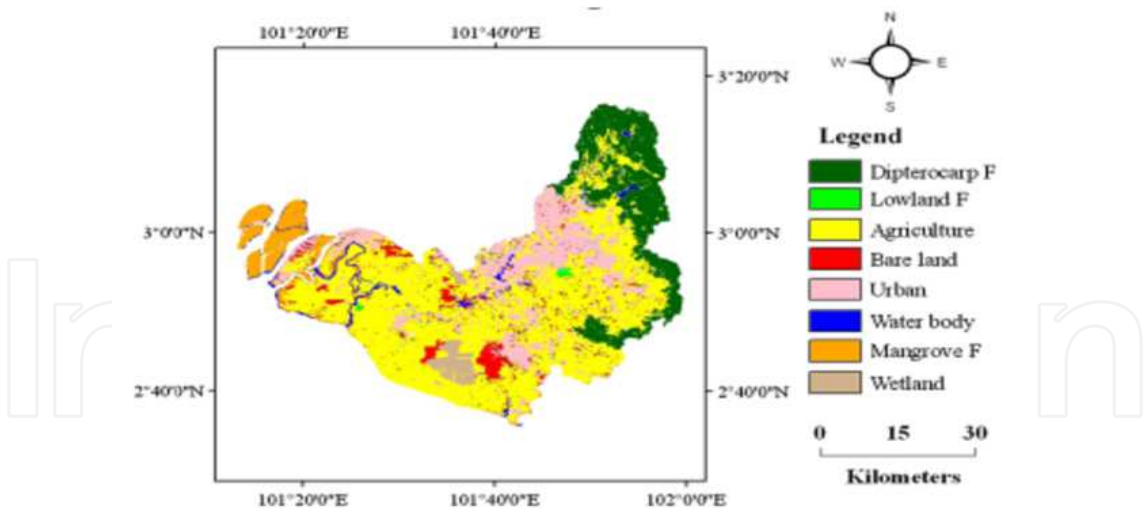 101°20'0"E 101°40'0"E
N
W E
S
3°20'0"N
3°0'0"N 3°0'0"N
2°40'0"N 2°40'0"N
101°20'0"E 101°40'0"E 102°0'0"E
Legend
Dipterocarp F
Lowland F
Agriculture
Bare land
Urban
Water body
Mangrove F
Wetland
0 15 30
Kilometers